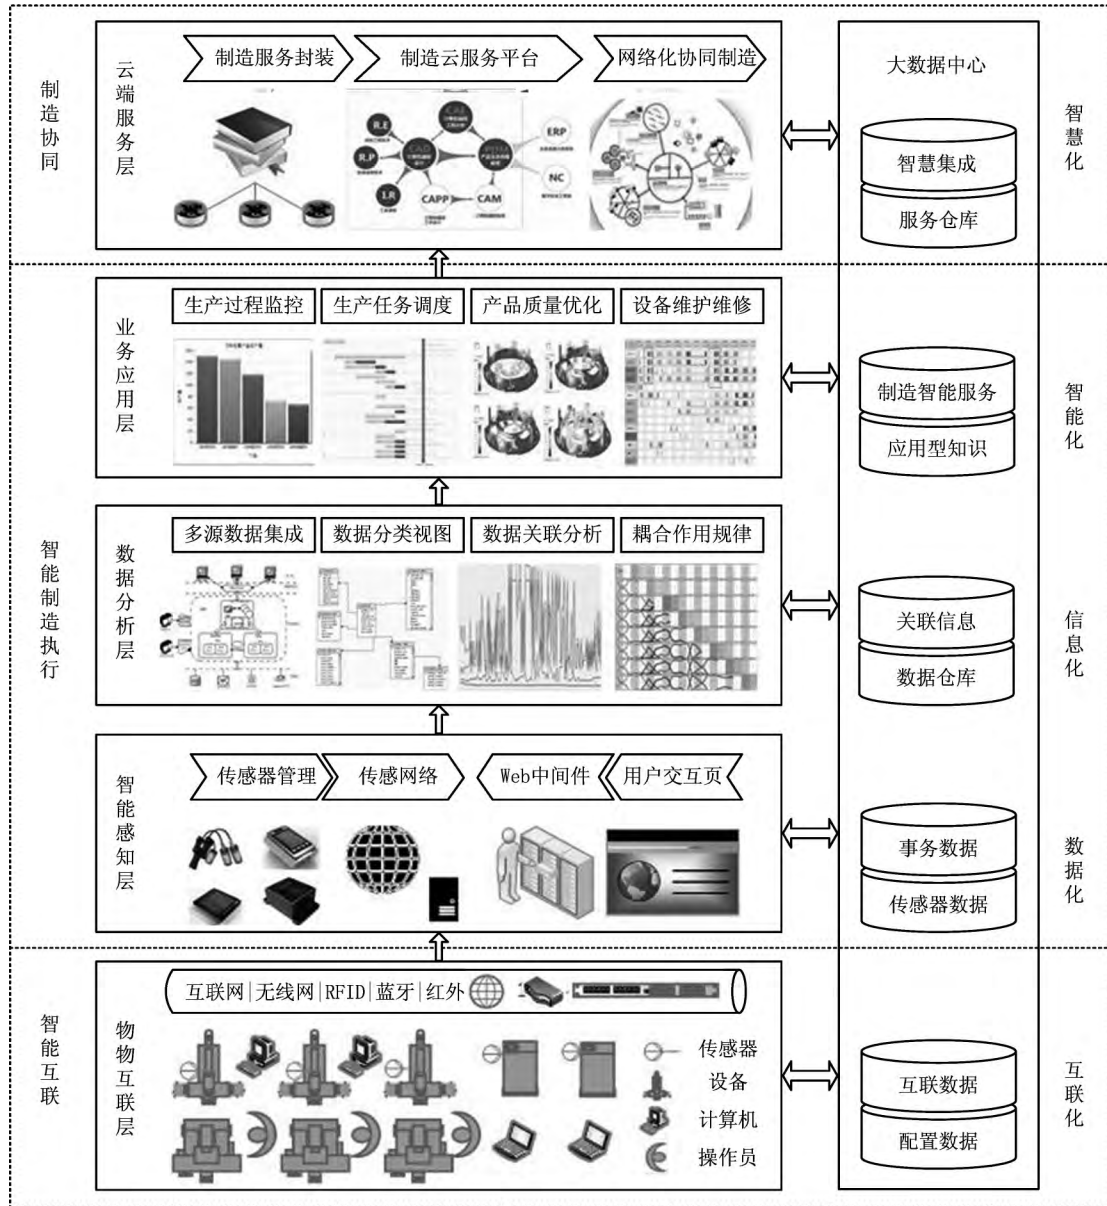 制造协同
云端服务层
制造服务封装
制造云服务平台
网络化协同制造
R.E
R.P
I.R
CAD
CAE
CAPP
CAM
ERP
NC
大数据中心
智慧集成
服务仓库
智慧化
智能制造执行
业务应用层
生产过程监控
生产任务调度
产品质量优化
设备维护维修
制造智能服务
应用型知识
智能化
数据分析层
多源数据集成
数据分类视图
数据关联分析
耦合作用规律
关联信息
数据仓库
信息化
智能感知层
传感器管理
传感网络
Web中间件
用户交互页
事务数据
传感器数据
数据化
智能互联
物物互联层
互联网|无线网|RFID|蓝牙|红外
传感器
设备
计算机
操作员
互联数据
配置数据
互联化